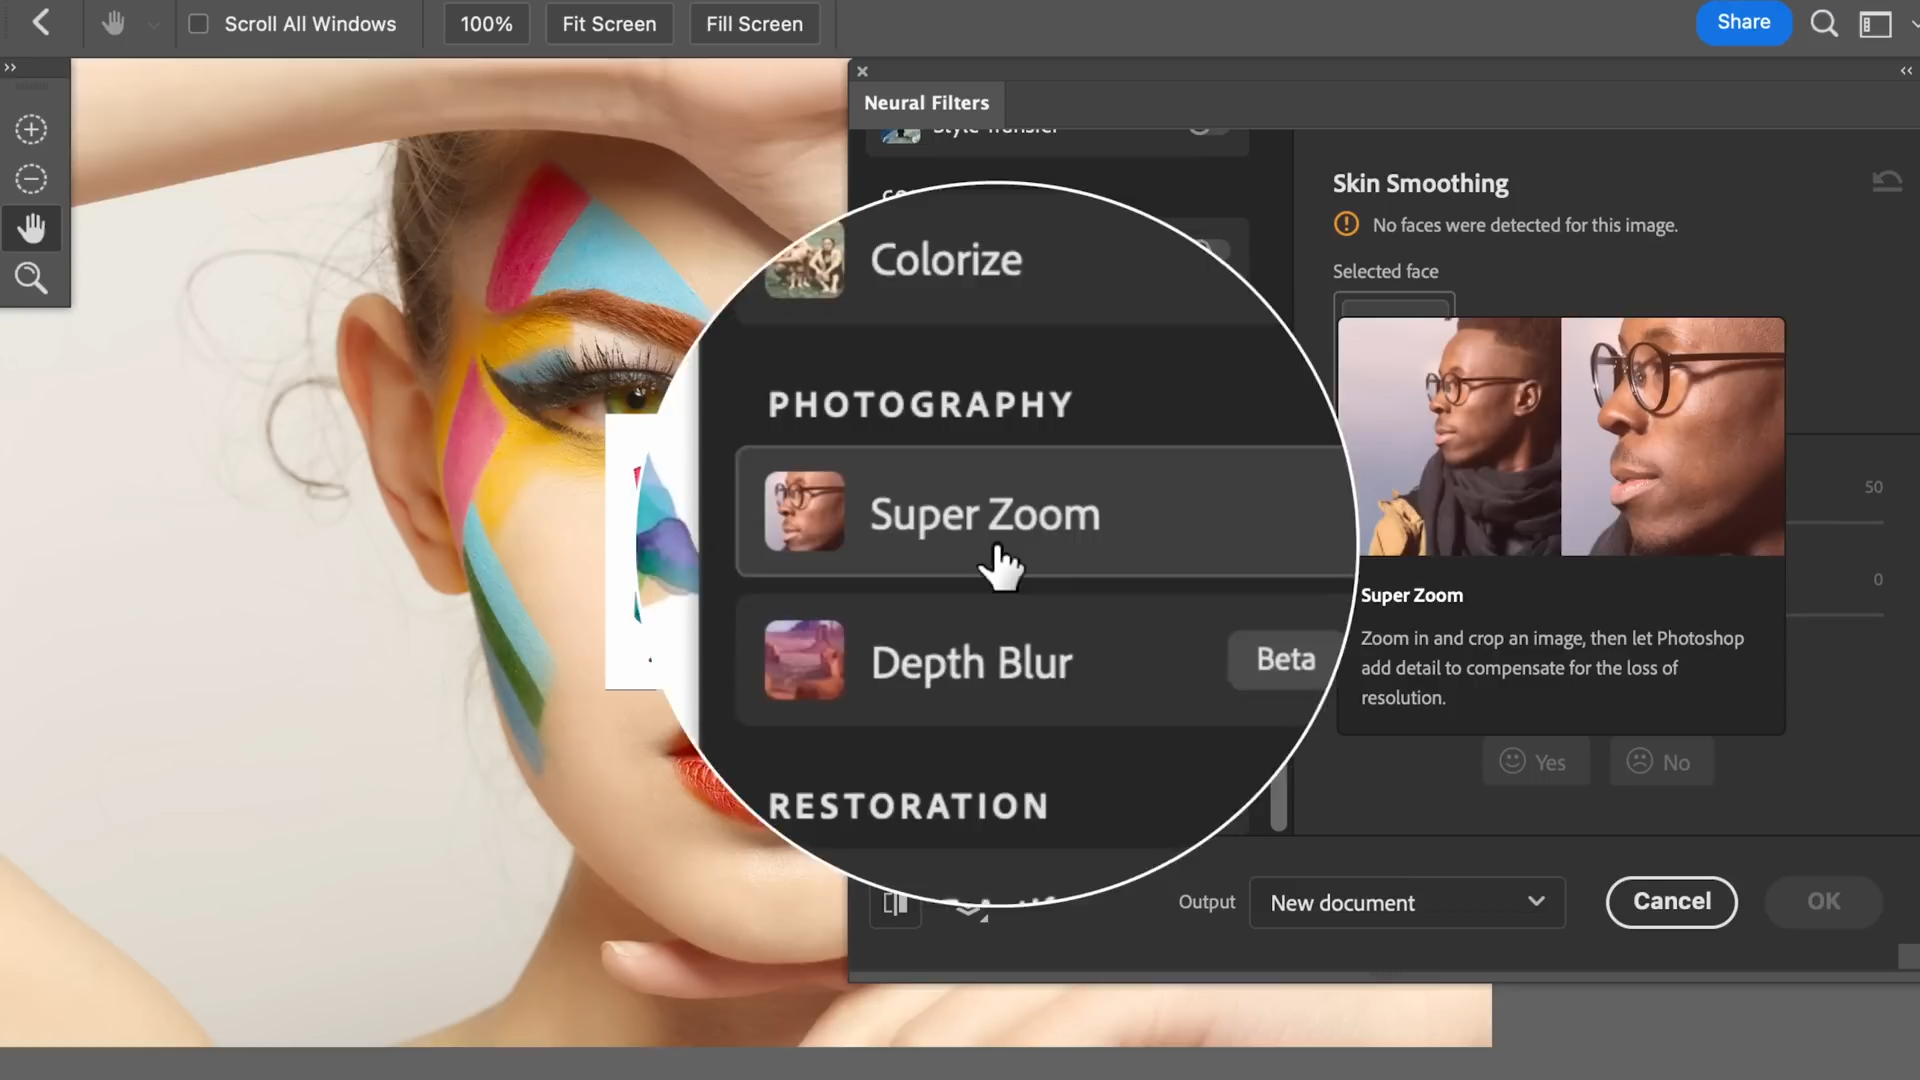 Scroll All Windows
100%
Fit Screen
Fill Screen
Share
Neural Filters
Style Transfer
Colorize
PHOTOGRAPHY
Super Zoom
Depth Blur
Beta
RESTORATION
Skin Smoothing
No faces were detected for this image.
Selected face
50
0
Super Zoom
Zoom in and crop an image, then let Photoshop
add detail to compensate for the loss of
resolution.
Yes
No
Output
New document
Cancel
OK